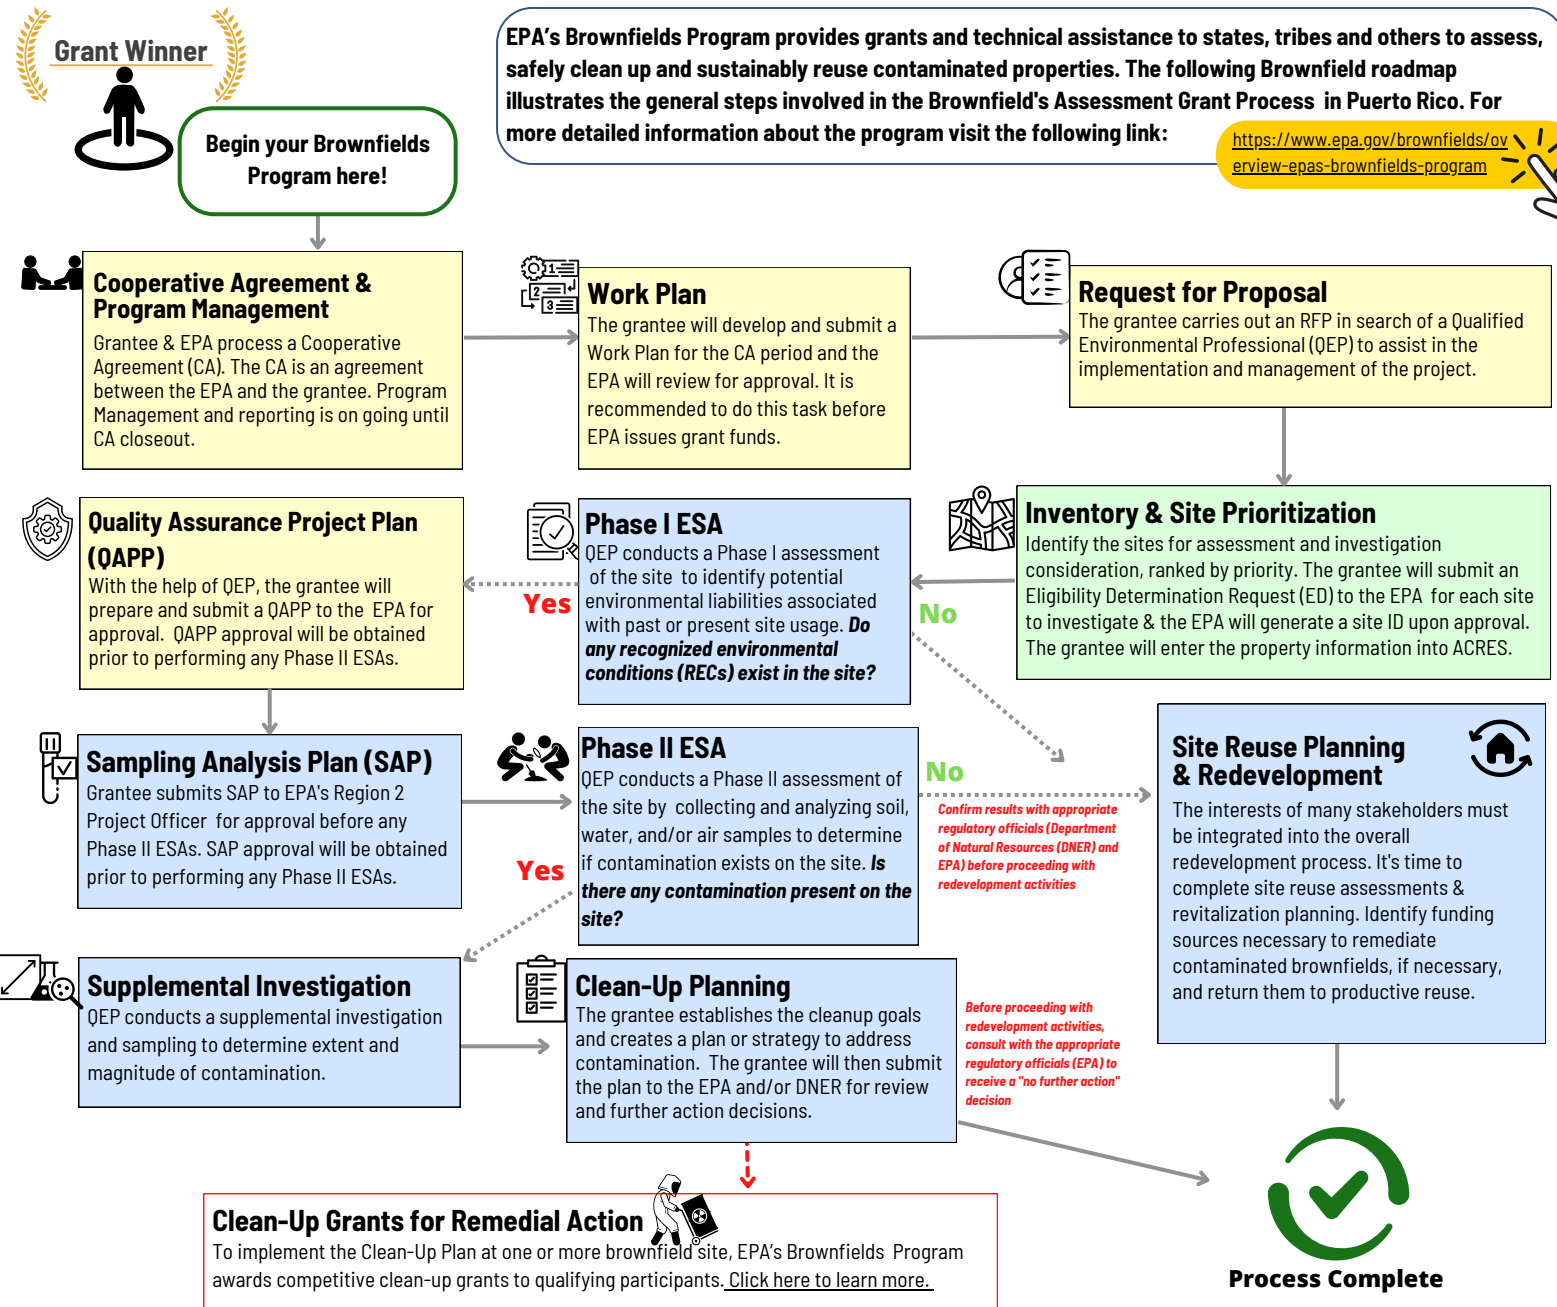 Grant Winner
Begin your Brownfields
Program here!
EPA’s Brownfields Program provides grants and technical assistance to states, tribes and others to assess,
safely clean up and sustainably reuse contaminated properties. The following Brownfield roadmap
illustrates the general steps involved in the Brownfield's Assessment Grant Process in Puerto Rico. For
more detailed information about the program visit the following link:
https://www.epa.gov/brownfields/ov
erview-epas-brownfields-program
Cooperative Agreement &
Program Management
Grantee & EPA process a Cooperative
Agreement (CA). The CA is an agreement
between the EPA and the grantee. Program
Management and reporting is on going until
CA closeout.
1
2
3
Work Plan
The grantee will develop and submit a
Work Plan for the CA period and the
EPA will review for approval. It is
recommended to do this task before
EPA issues grant funds.
Request for Proposal
The grantee carries out an RFP in search of a Qualified
Environmental Professional (QEP) to assist in the
implementation and management of the project.
Inventory & Site Prioritization
Identify the sites for assessment and investigation
consideration, ranked by priority. The grantee will submit an
Eligibility Determination Request (ED) to the EPA for each site
to investigate & the EPA will generate a site ID upon approval.
The grantee will enter the property information into ACRES.
Phase I ESA
QEP conducts a Phase I assessment
of the site to identify potential
environmental liabilities associated
with past or present site usage. Do
any recognized environmental
conditions (RECs) exist in the site?
Yes
No
Quality Assurance Project Plan
(QAPP)
With the help of QEP, the grantee will
prepare and submit a QAPP to the EPA for
approval. QAPP approval will be obtained
prior to performing any Phase II ESAs.
Sampling Analysis Plan (SAP)
Grantee submits SAP to EPA's Region 2
Project Officer for approval before any
Phase II ESAs. SAP approval will be obtained
prior to performing any Phase II ESAs.
Phase II ESA
QEP conducts a Phase II assessment of
the site by collecting and analyzing soil,
water, and/or air samples to determine
if contamination exists on the site. Is
there any contamination present on the
site?
Yes
No
Confirm results with appropriate
regulatory officials (Department
of Natural Resources (DNER) and
EPA) before proceeding with
redevelopment activities
Site Reuse Planning
& Redevelopment
The interests of many stakeholders must
be integrated into the overall
redevelopment process. It's time to
complete site reuse assessments &
revitalization planning. Identify funding
sources necessary to remediate
contaminated brownfields, if necessary,
and return them to productive reuse.
Supplemental Investigation
QEP conducts a supplemental investigation
and sampling to determine extent and
magnitude of contamination.
Clean-Up Planning
The grantee establishes the cleanup goals
and creates a plan or strategy to address
contamination. The grantee will then submit
the plan to the EPA and/or DNER for review
and further action decisions.
Before proceeding with
redevelopment activities,
consult with the appropriate
regulatory officials (EPA) to
receive a "no further action"
decision
Clean-Up Grants for Remedial Action
To implement the Clean-Up Plan at one or more brownfield site, EPA’s Brownfields Program
awards competitive clean-up grants to qualifying participants. Click here to learn more.
Process Complete